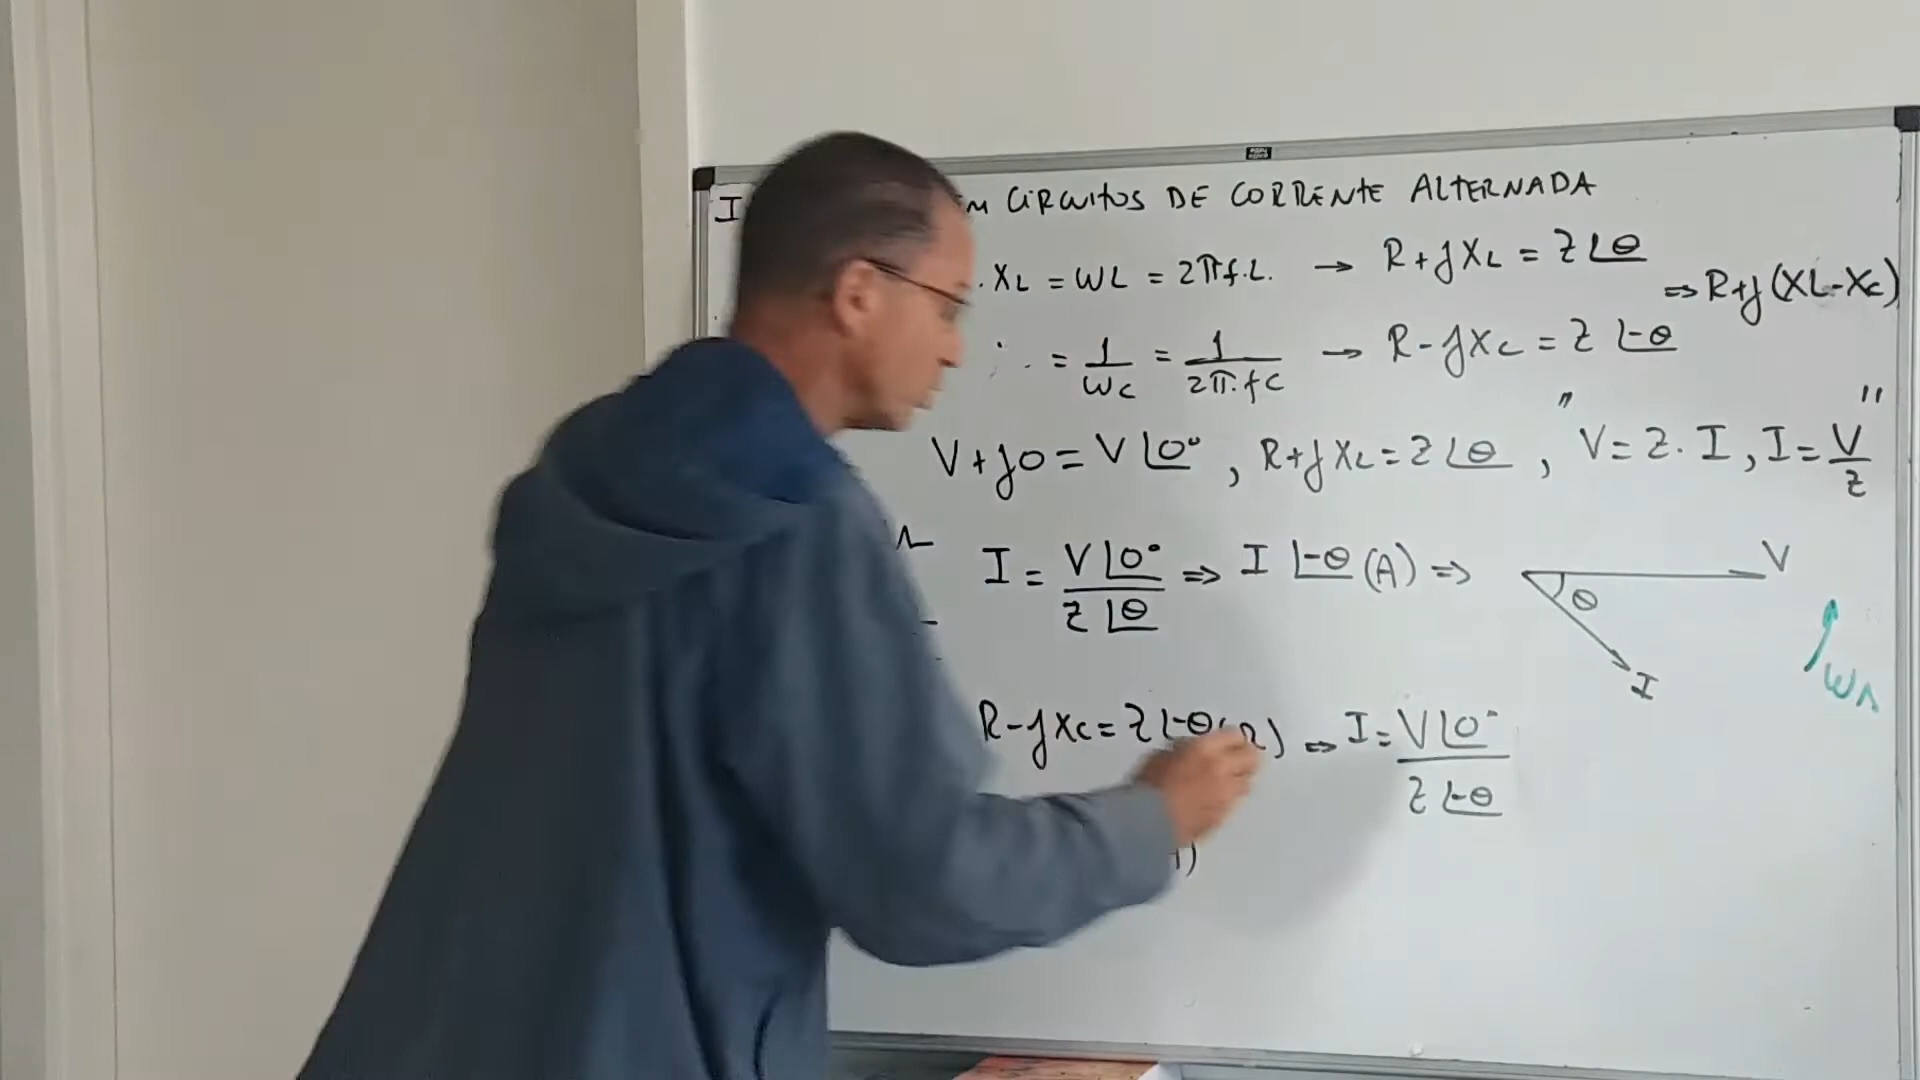 I
CIRCUITOS DE CORRENTE ALTERNADA
XL = WL = 2πf.L. → R+jXL = Z∠θ
⇒ R+j(XL-Xc)
= 1/Wc = 1/2π.fc → R-jXc = Z ∠-θ
V+j0 = V∠0° , R+jXL = Z∠θ , "V=Z.I, I=V/Z"
I = V∠0°/Z∠θ ⇒ I ∠-θ (A) ⇒
V
θ
I
R-jXc = Z∠-θ ⇒ I = V∠0°/Z∠-θ